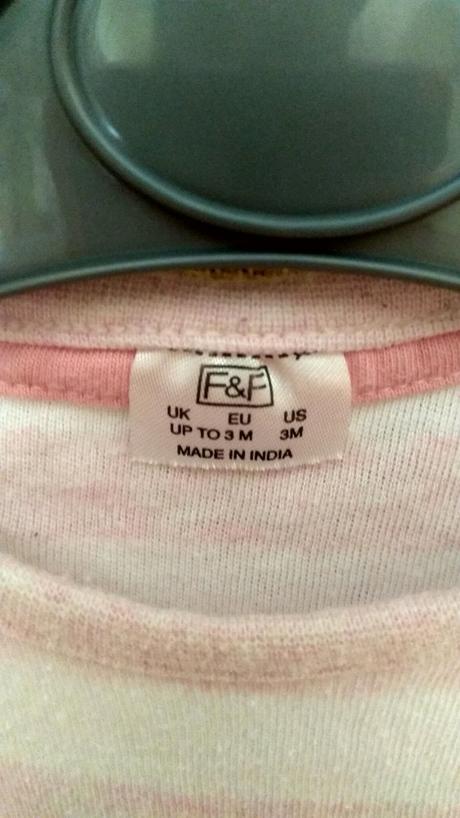 F&F
UK EU US
UP TO 3 M 3M
MADE IN INDIA